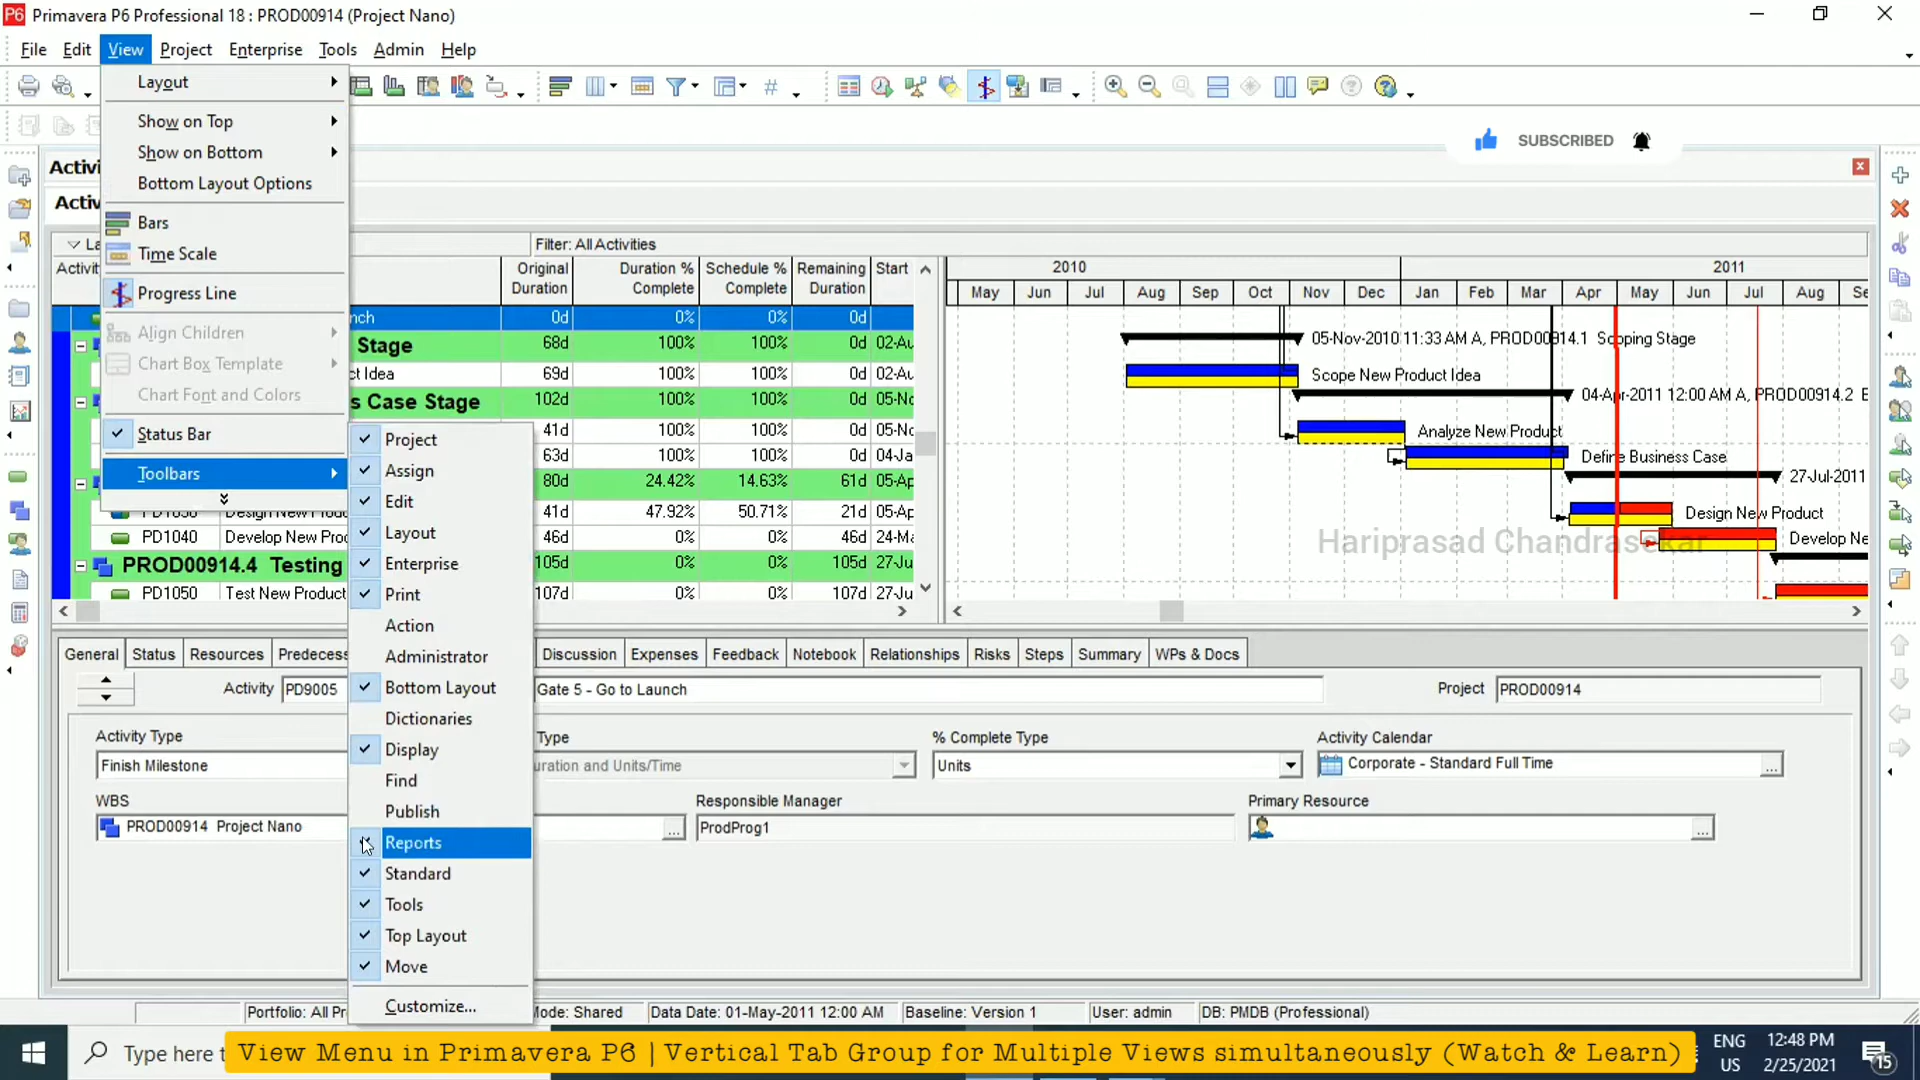 P6 Primavera P6 Professional 18 : PROD00914 (Project Nano)
File Edit View Project Enterprise Tools Admin Help
Layout
Show on Top
Show on Bottom
Bottom Layout Options
Bars
Time Scale
Progress Line
Align Children
Chart Box Template
Chart Font and Colors
Status Bar
Toolbars
Project
Assign
Edit
Layout
Enterprise
Print
Action
Administrator
Bottom Layout
Dictionaries
Display
Find
Publish
Reports
Standard
Tools
Top Layout
Move
Customize...
SUBSCRIBED
Filter: All Activities
Original Duration Duration % Complete Schedule % Complete Remaining Duration Start
0d 0% 0% 0d
Stage 68d 100% 100% 0d
69d 100% 100% 0d
Case Stage 102d 100% 100% 0d
41d 100% 100% 0d
63d 100% 100% 0d
80d 24.42% 14.63% 61d
41d 47.92% 50.71% 21d
PD1040 Develop New 46d 0% 0% 46d
PROD00914.4 Testing 105d 0% 0% 105d
PD1050 Test New Product 107d 0% 0% 107d
2010 2011
May Jun Jul Aug Sep Oct Nov Dec Jan Feb Mar Apr May Jun Jul Aug
05-Nov-2010 11:33 AM A, PROD00914.1 Scoping Stage
Scope New Product Idea
04-Apr-2011 12:00 AM A, PROD00914.2
Analyze New Product
Define Business Case
27-Jul-2011
Design New Product
Develop
Hariprasad Chandrasekar
General Status Resources Discussion Expenses Feedback Notebook Relationships Risks Steps Summary WPs & Docs
Activity PD9005 Gate 5 - Go to Launch Project PROD00914
Activity Type Type % Complete Type Activity Calendar
Finish Milestone and Units/Time Units Corporate - Standard Full Time
WBS Responsible Manager Primary Resource
PROD00914 Project Nano ProdProg1
Portfolio: All Mode: Shared Data Date: 01-May-2011 12:00 AM Baseline: Version 1 User: admin DB: PMDB (Professional)
Type here View Menu in Primavera P6 | Vertical Tab Group for Multiple Views simultaneously (Watch & Learn) ENG 12:48 PM
US 2/25/2021 15